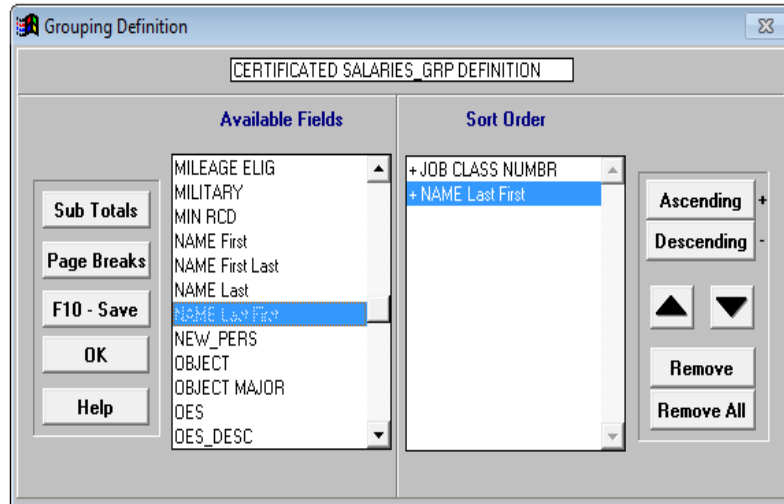 Grouping Definition
CERTIFICATED SALARIES_GRP DEFINITION
Available Fields
Sort Order
Sub Totals
Page Breaks
F10 - Save
OK
Help
MILEAGE ELIG
MILITARY
MIN RCD
NAME First
NAME First Last
NAME Last
NAME Last First
NEW_PERS
OBJECT
OBJECT MAJOR
OES
OES_DESC
+ JOB CLASS NUMBR
+ NAME Last First
Ascending +
Descending -
Remove
Remove All